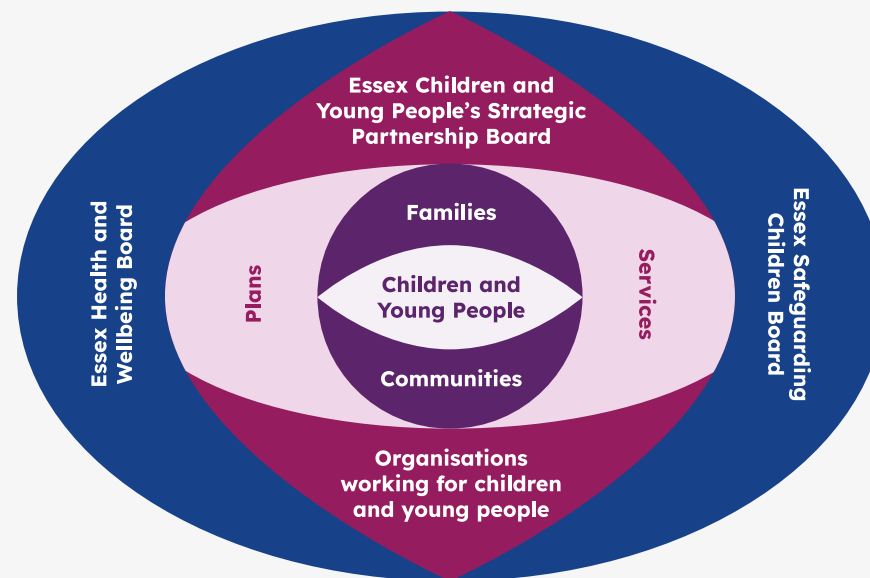 Essex Children and
Young People’s Strategic
Partnership Board
Essex Health and
Wellbeing Board
Plans
Families
Children and
Young People
Communities
Services
Essex Safeguarding
Children Board
Organisations
working for children
and young people